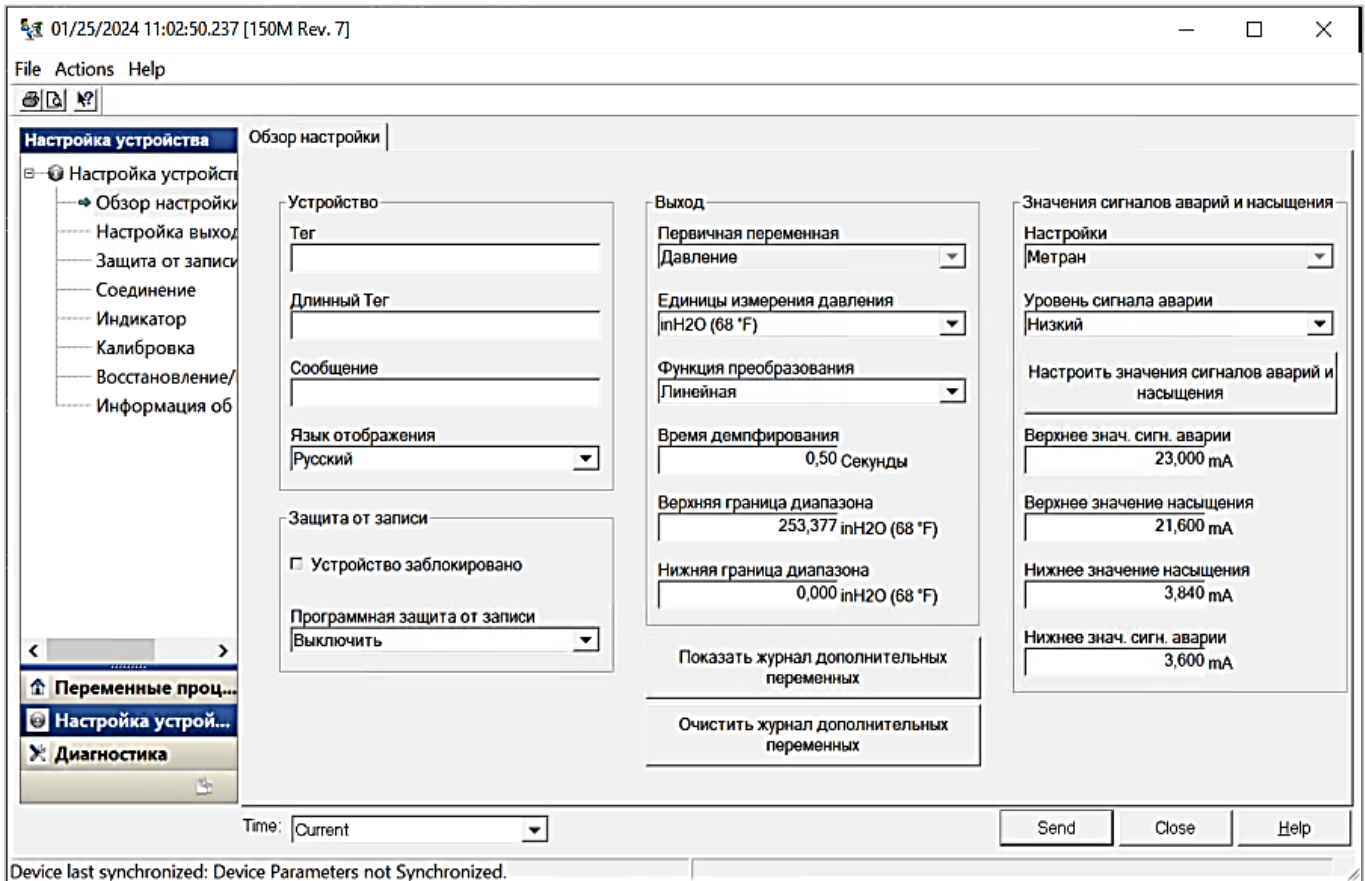 01/25/2024 11:02:50.237 [150M Rev. 7]
File Actions Help
Настройка устройства
Настройка устройст
Обзор настройки
Настройка выход
Защита от записи
Соединение
Индикатор
Калибровка
Восстановление/
Информация об
Переменные проц...
Настройка устрой...
Диагностика
Обзор настройки
Устройство
Тег
Длинный Тег
Сообщение
Язык отображения
Русский
Защита от записи
Устройство заблокировано
Программная защита от записи
Выключить
Выход
Первичная переменная
Давление
Единицы измерения давления
inH2O (68 °F)
Функция преобразования
Линейная
Время демпфирования
0,50 Секунды
Верхняя граница диапазона
253,377 inH2O (68 °F)
Нижняя граница диапазона
0,000 inH2O (68 °F)
Показать журнал дополнительных
переменных
Очистить журнал дополнительных
переменных
Значения сигналов аварий и насыщения
Настройки
Метран
Уровень сигнала аварии
Низкий
Настроить значения сигналов аварий и
насыщения
Верхнее знач. сигн. аварии
23,000 mA
Верхнее значение насыщения
21,600 mA
Нижнее значение насыщения
3,840 mA
Нижнее знач. сигн. аварии
3,600 mA
Time: Current
Send Close Help
Device last synchronized: Device Parameters not Synchronized.